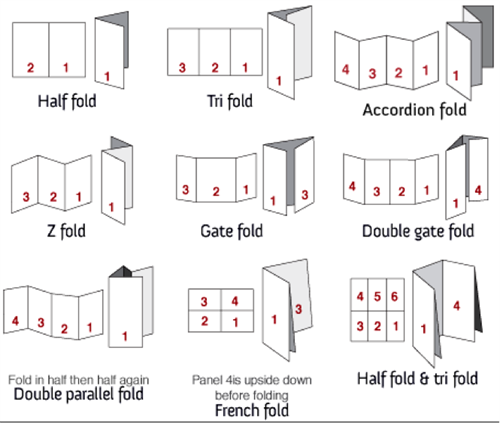 2 1 1
Half fold
3 2 1 1
Tri fold
4 3 2 1 1
Accordion fold
3 2 1 1
Z fold
3 2 1 1 3
Gate fold
4 3 2 1 1 4
Double gate fold
4 3 2 1 1
Fold in half then half again
Double parallel fold
3 4
2 1
1 3
Panel 4is upside down
before folding
French fold
4 5 6
3 2 1
1 4
Half fold & tri fold